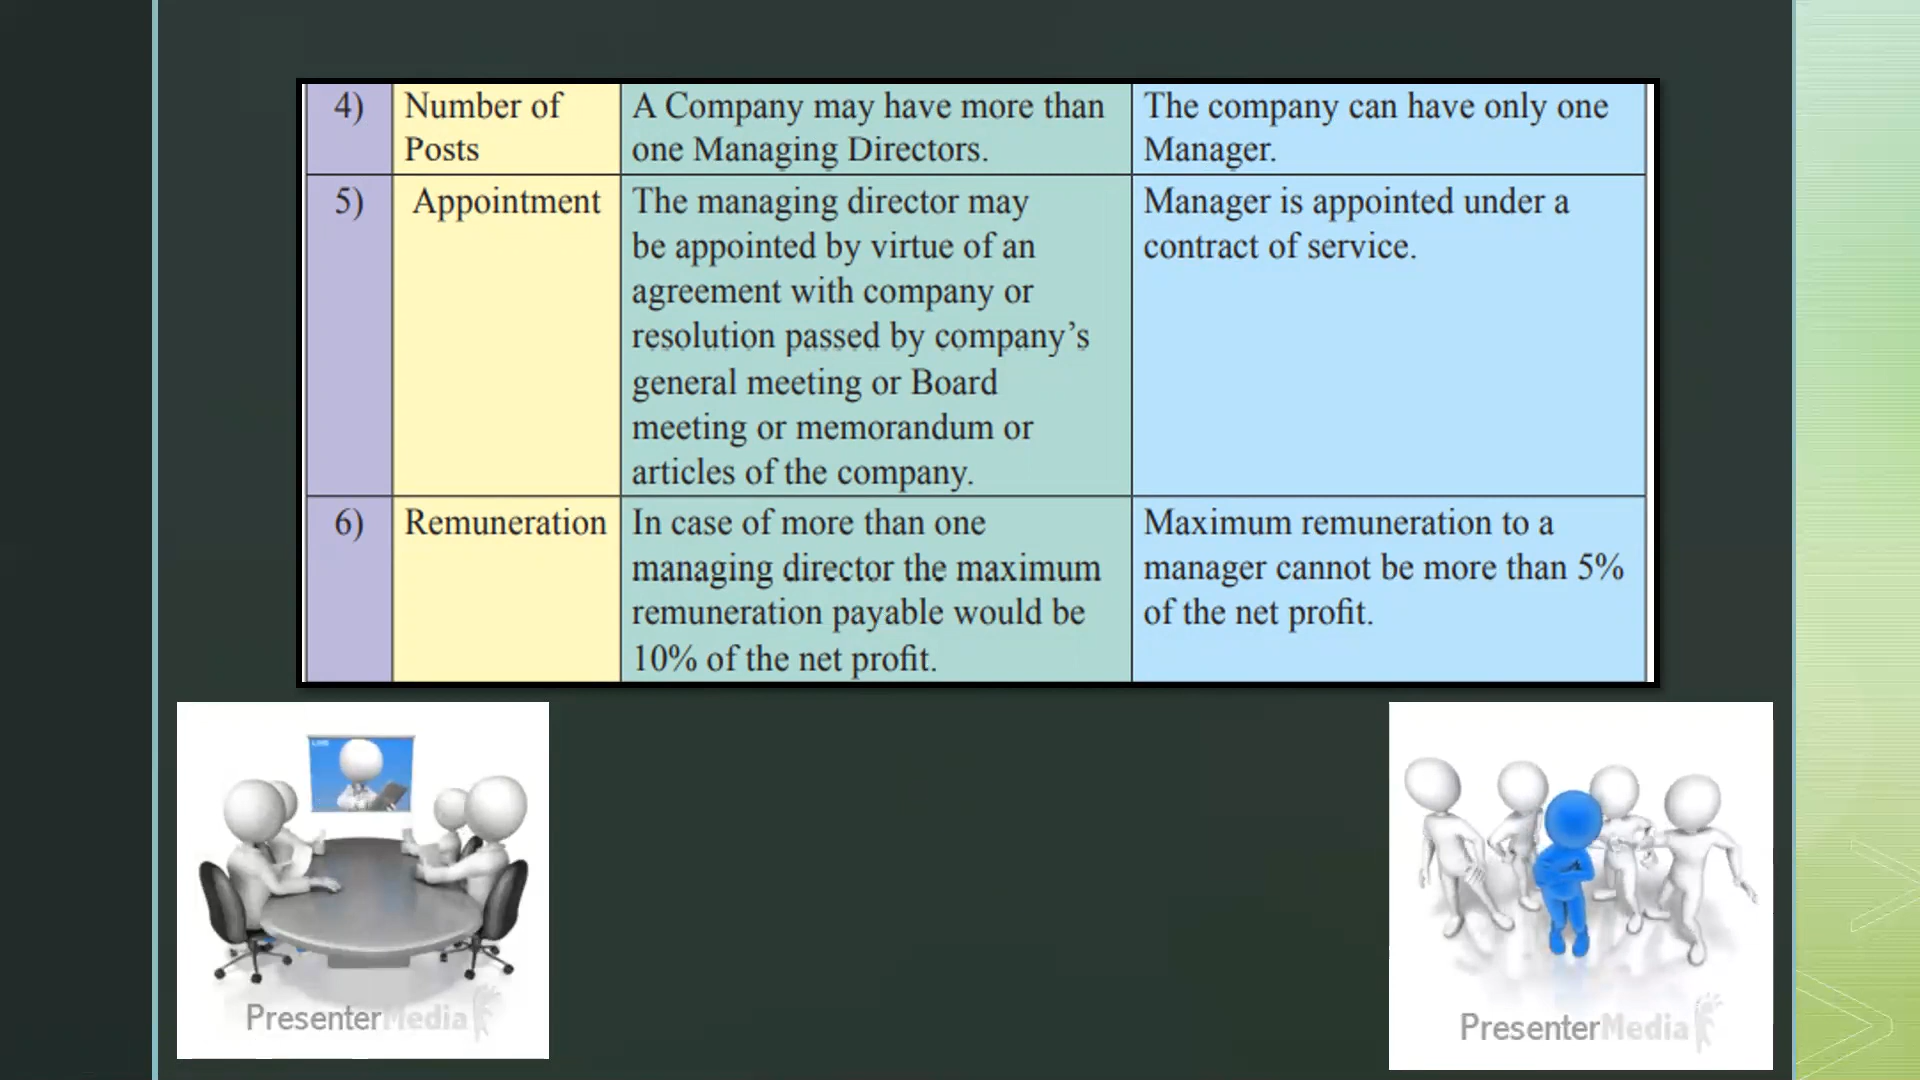 4) Number of Posts A Company may have more than one Managing Directors. The company can have only one Manager.
5) Appointment The managing director may
be appointed by virtue of an
agreement with company or
resolution passed by company's
general meeting or Board
meeting or memorandum or
articles of the company.
Manager is appointed under a
contract of service.
6) Remuneration In case of more than one
managing director the maximum
remuneration payable would be
10% of the net profit.
Maximum remuneration to a
manager cannot be more than 5%
of the net profit.
LIVE
PresenterMedia
PresenterMedia